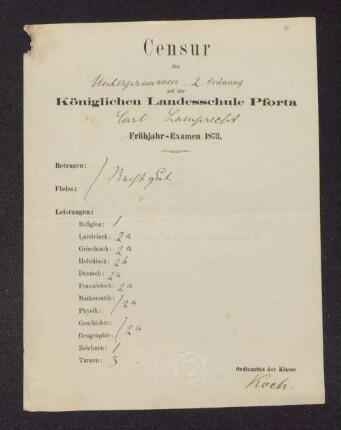 4
Censur
des
Unterprimaners 2. Ordnung
auf der
Königlichen Landesschule Pforta
Carl Lamprecht
Frühjahr-Examen 1873.
Betragen:
Fleiss: Recht gut
Leistungen:
Religion: 1
Lateinisch: 2a
Griechisch: 2a
Hebräisch: 2b
Deutsch: 2a
Französisch: 2a
Mathematik:
Physik: 2a
Geschichte:
Geographie: 2a
Zeichnen: 1
Turnen: 3
Ordinarius der Klasse
Koch.